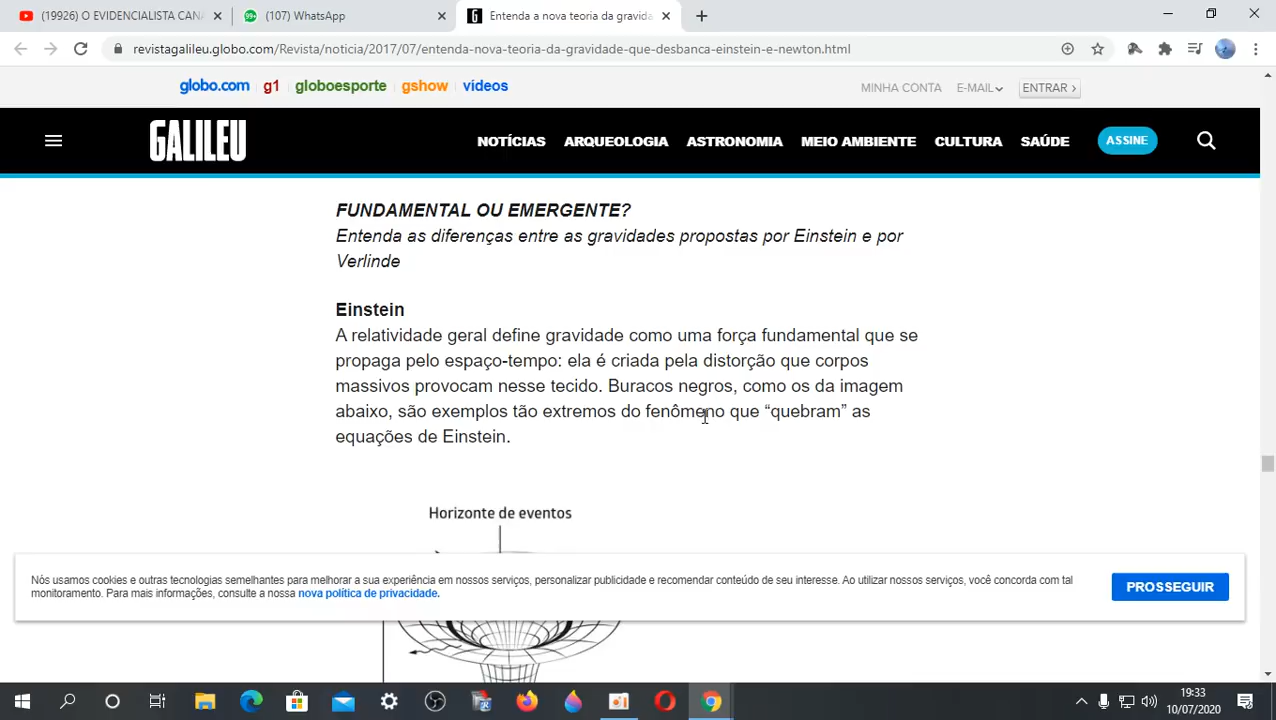 (19926) O EVIDENCIALISTA CANA
(107) WhatsApp
Entenda a nova teoria da gravida
revistagalileu.globo.com/Revista/noticia/2017/07/entenda-nova-teoria-da-gravidade-que-desbanca-einstein-e-newton.html
globo.com g1 globoesporte gshow videos
MINHA CONTA E-MAIL ENTRAR
GALILEU
NOTÍCIAS ARQUEOLOGIA ASTRONOMIA MEIO AMBIENTE CULTURA SAÚDE ASSINE
FUNDAMENTAL OU EMERGENTE?
Entenda as diferenças entre as gravidades propostas por Einstein e por
Verlinde
Einstein
A relatividade geral define gravidade como uma força fundamental que se
propaga pelo espaço-tempo: ela é criada pela distorção que corpos
massivos provocam nesse tecido. Buracos negros, como os da imagem
abaixo, são exemplos tão extremos do fenômeno que “quebram” as
equações de Einstein.
Horizonte de eventos
Nós usamos cookies e outras tecnologias semelhantes para melhorar a sua experiência em nossos serviços, personalizar publicidade e recomendar conteúdo de seu interesse. Ao utilizar nossos serviços, você concorda com tal
monitoramento. Para mais informações, consulte a nossa nova política de privacidade.
PROSSEGUIR
19:33
10/07/2020